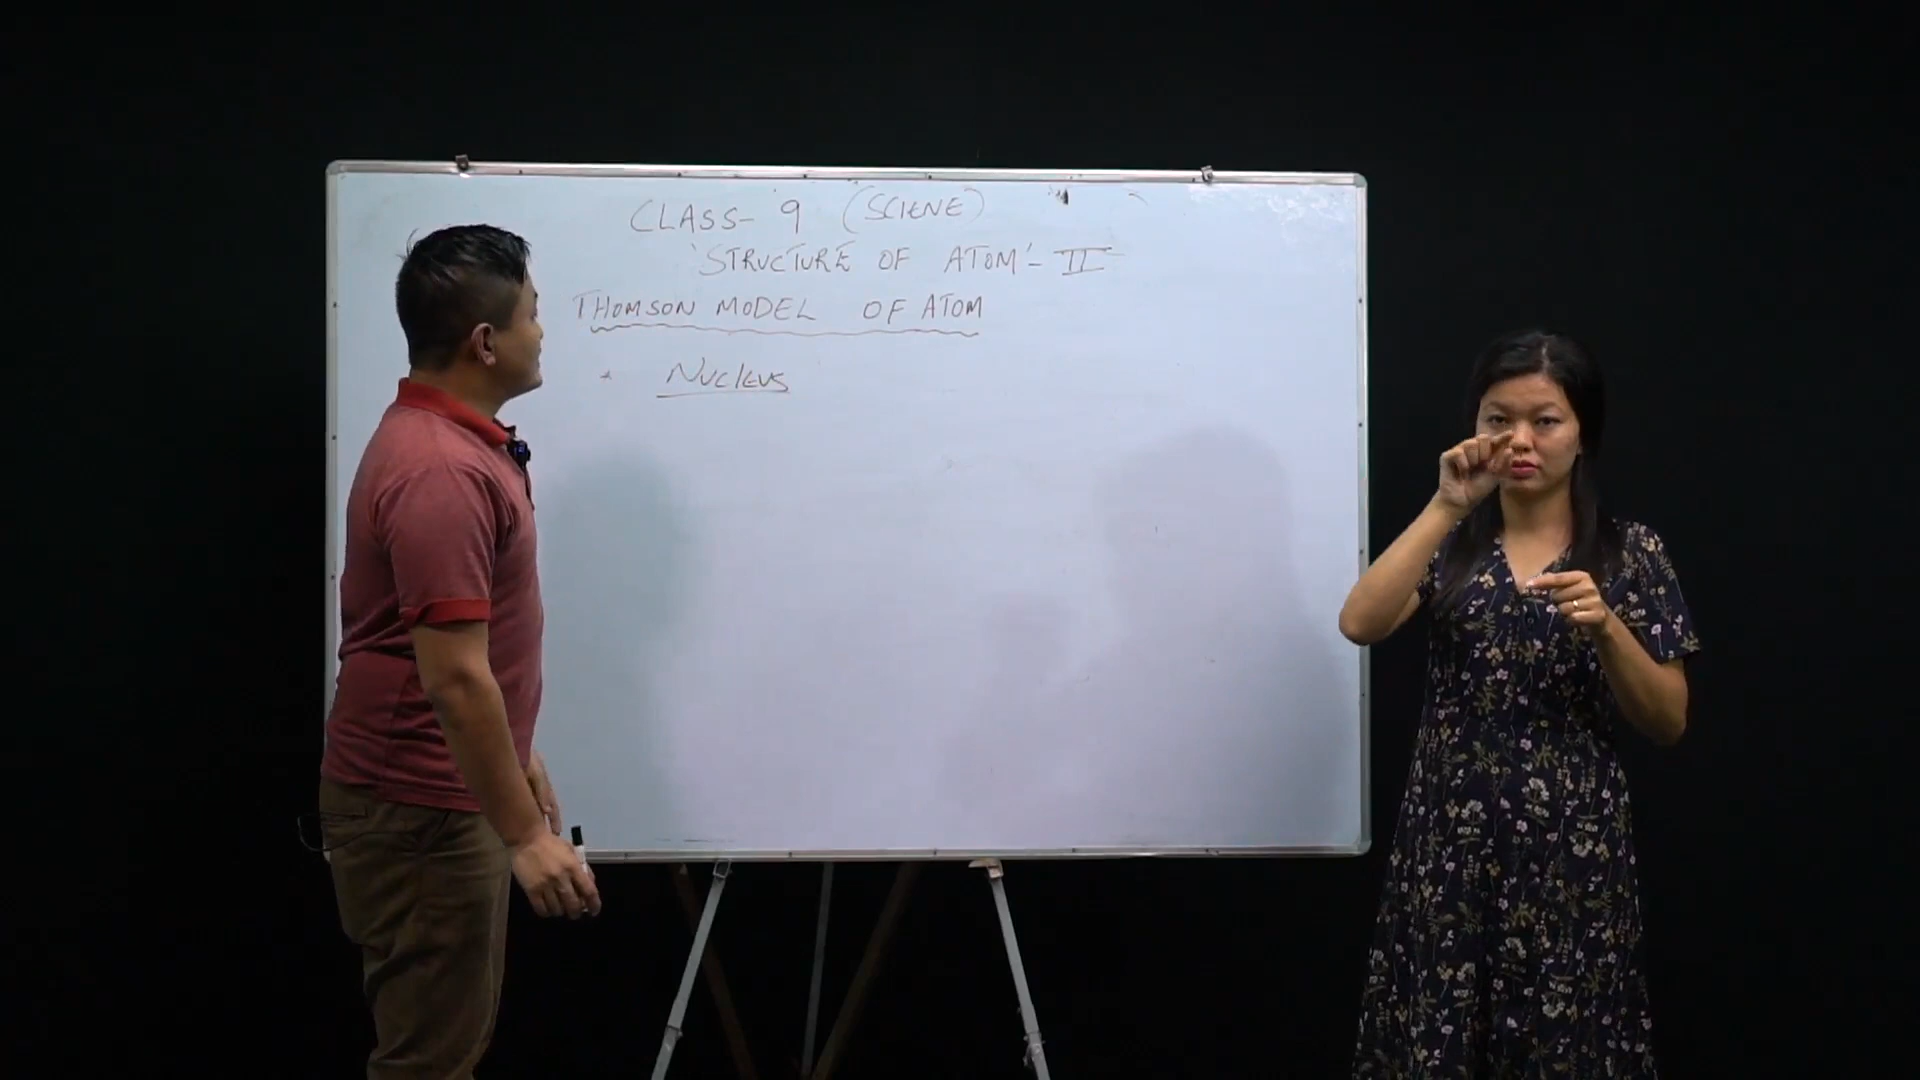 CLASS- 9 (SCIENE)
'STRUCTURE OF ATOM' - II
THOMSON MODEL OF ATOM
* NUCLEUS